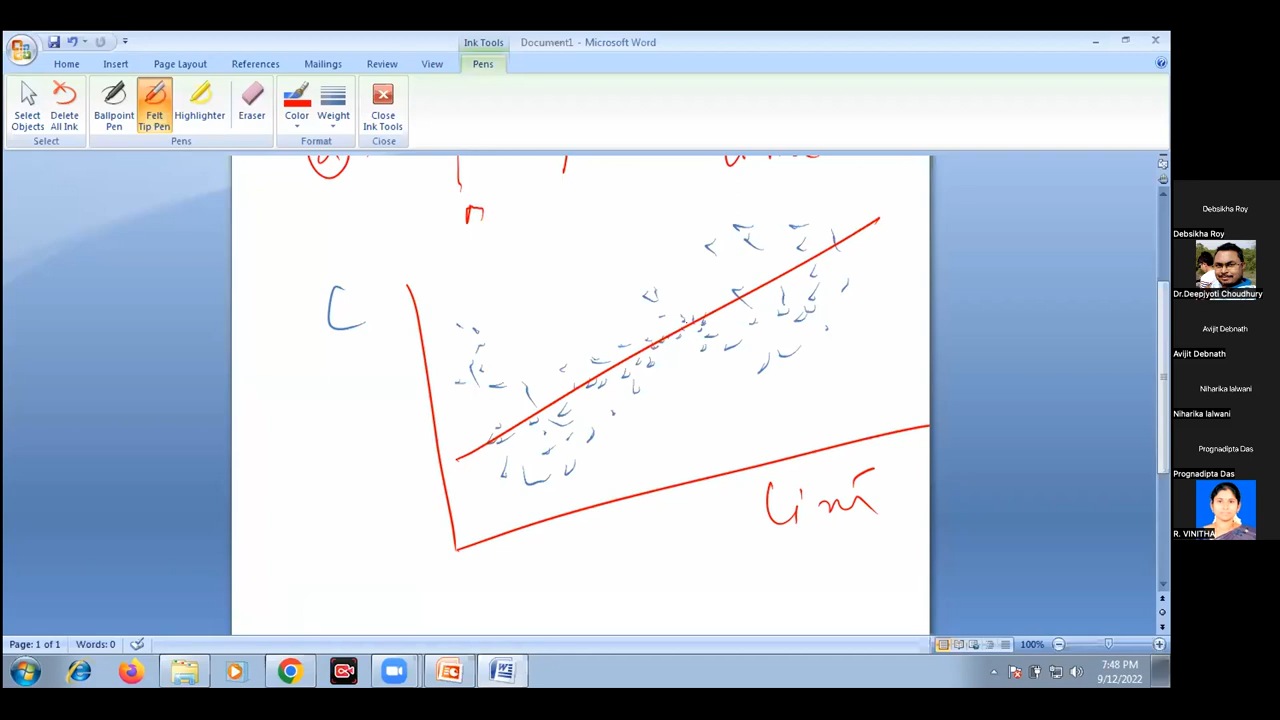 Ink Tools
Document1 - Microsoft Word
Home Insert Page Layout References Mailings Review View Pens
Select Objects
Delete All Ink
Ballpoint Pen
Felt Tip Pen
Highlighter
Eraser
Color
Weight
Close Ink Tools
Select Pens Format Close
n
C
Debsikha Roy
Debsikha Roy
Dr.Deepjyoti Choudhury
Avijit Debnath
Avijit Debnath
Niharika lalwani
Niharika lalwani
Prognadipta Das
Prognadipta Das
R. VINITHA
Page: 1 of 1 Words: 0
100%
7:48 PM
9/12/2022